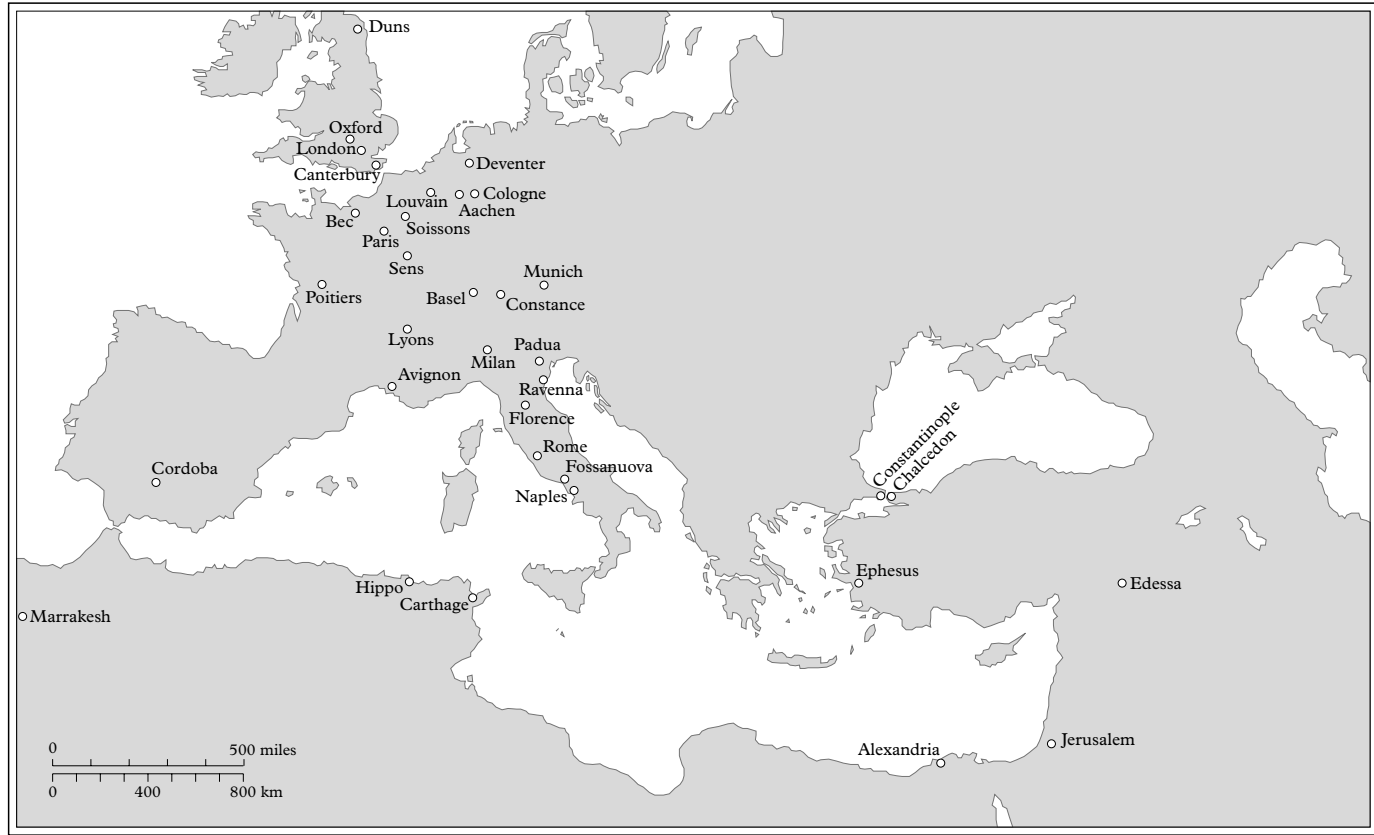 Duns
Oxford
London
Canterbury
Deventer
Louvain
Cologne
Aachen
Bec
Soissons
Paris
Sens
Munich
Poitiers
Basel
Constance
Lyons
Padua
Milan
Avignon
Ravenna
Florence
Constantinople
Chalcedon
Rome
Cordoba
Fossanuova
Naples
Hippo
Ephesus
Edessa
Carthage
Marrakesh
Jerusalem
Alexandria
0 500 miles
0 400 800 km